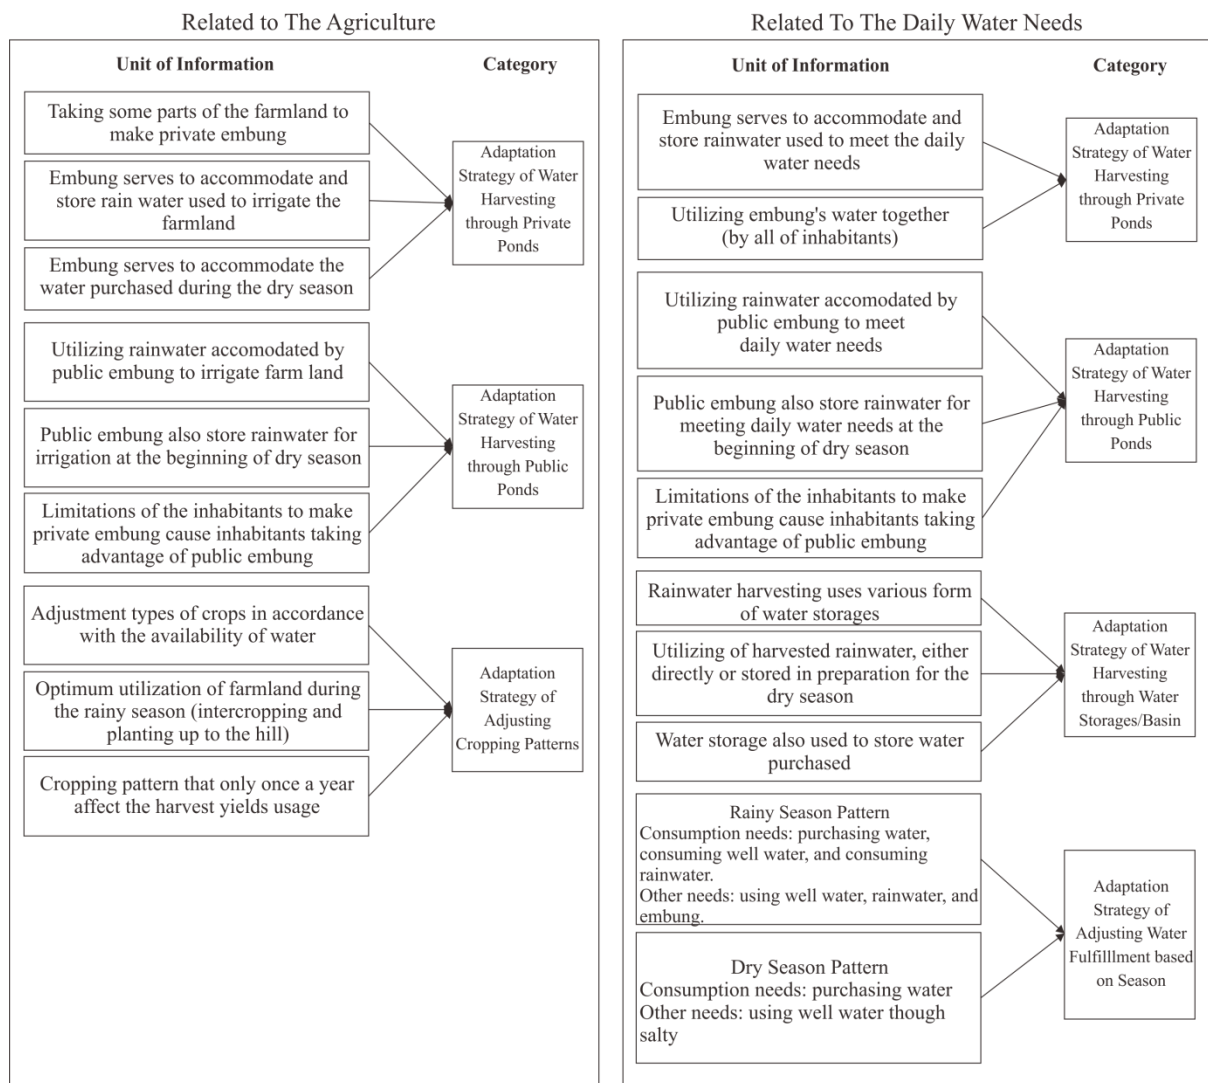 Related to The Agriculture
Unit of Information
Category
Taking some parts of the farmland to
make private embung
Embung serves to accommodate and
store rain water used to irrigate the
farmland
Embung serves to accommodate the
water purchased during the dry season
Adaptation
Strategy of Water
Harvesting
through Private
Ponds
Utilizing rainwater accomodated by
public embung to irrigate farm land
Public embung also store rainwater for
irrigation at the beginning of dry season
Limitations of the inhabitants to make
private embung cause inhabitants taking
advantage of public embung
Adaptation
Strategy of Water
Harvesting
through Public
Ponds
Adjustment types of crops in accordance
with the availability of water
Optimum utilization of farmland during
the rainy season (intercropping and
planting up to the hill)
Cropping pattern that only once a year
affect the harvest yields usage
Adaptation
Strategy of
Adjusting
Cropping Patterns
Related To The Daily Water Needs
Unit of Information
Category
Embung serves to accommodate and
store rainwater used to meet the daily
water needs
Utilizing embung's water together
(by all of inhabitants)
Adaptation
Strategy of Water
Harvesting
through Private
Ponds
Utilizing rainwater accomodated by
public embung to meet
daily water needs
Public embung also store rainwater for
meeting daily water needs at the
beginning of dry season
Limitations of the inhabitants to make
private embung cause inhabitants taking
advantage of public embung
Adaptation
Strategy of Water
Harvesting
through Public
Ponds
Rainwater harvesting uses various form
of water storages
Utilizing of harvested rainwater, either
directly or stored in preparation for the
dry season
Water storage also used to store water
purchased
Adaptation
Strategy of Water
Harvesting
through Water
Storages/Basin
Rainy Season Pattern
Consumption needs: purchasing water,
consuming well water, and consuming
rainwater.
Other needs: using well water, rainwater, and
embung.
Dry Season Pattern
Consumption needs: purchasing water
Other needs: using well water though
salty
Adaptation
Strategy of
Adjusting Water
Fulfilllment based
on Season